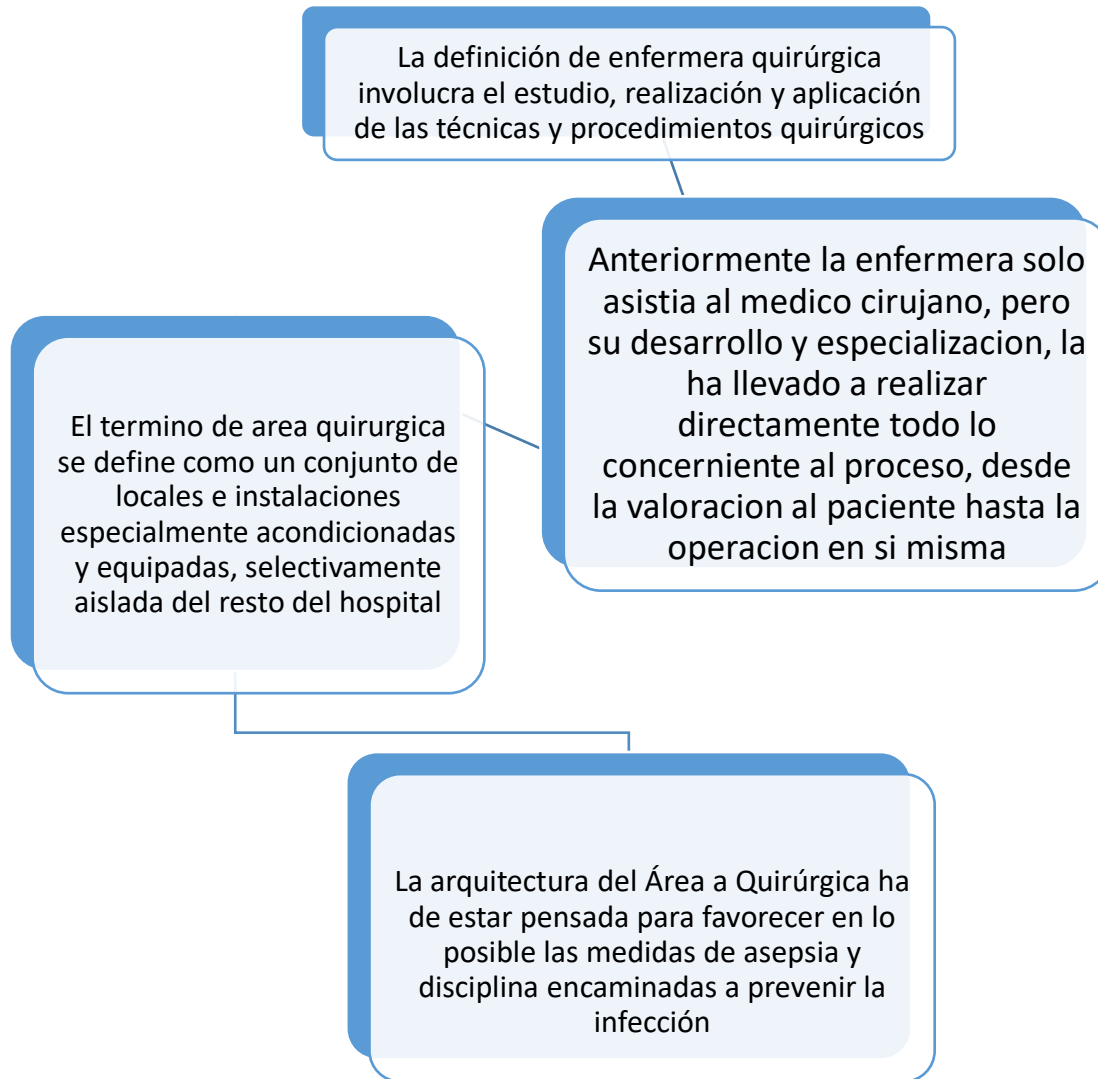 La definición de enfermera quirúrgica
involucra el estudio, realización y aplicación
de las técnicas y procedimientos quirúrgicos
Anteriormente la enfermera solo
asistia al medico cirujano, pero
su desarrollo y especializacion, la
ha llevado a realizar
directamente todo lo
concerniente al proceso, desde
la valoracion al paciente hasta la
operacion en si misma
El termino de area quirurgica
se define como un conjunto de
locales e instalaciones
especialmente acondicionadas
y equipadas, selectivamente
aislada del resto del hospital
La arquitectura del Área a Quirúrgica ha
de estar pensada para favorecer en lo
posible las medidas de asepsia y
disciplina encaminadas a prevenir la
infección